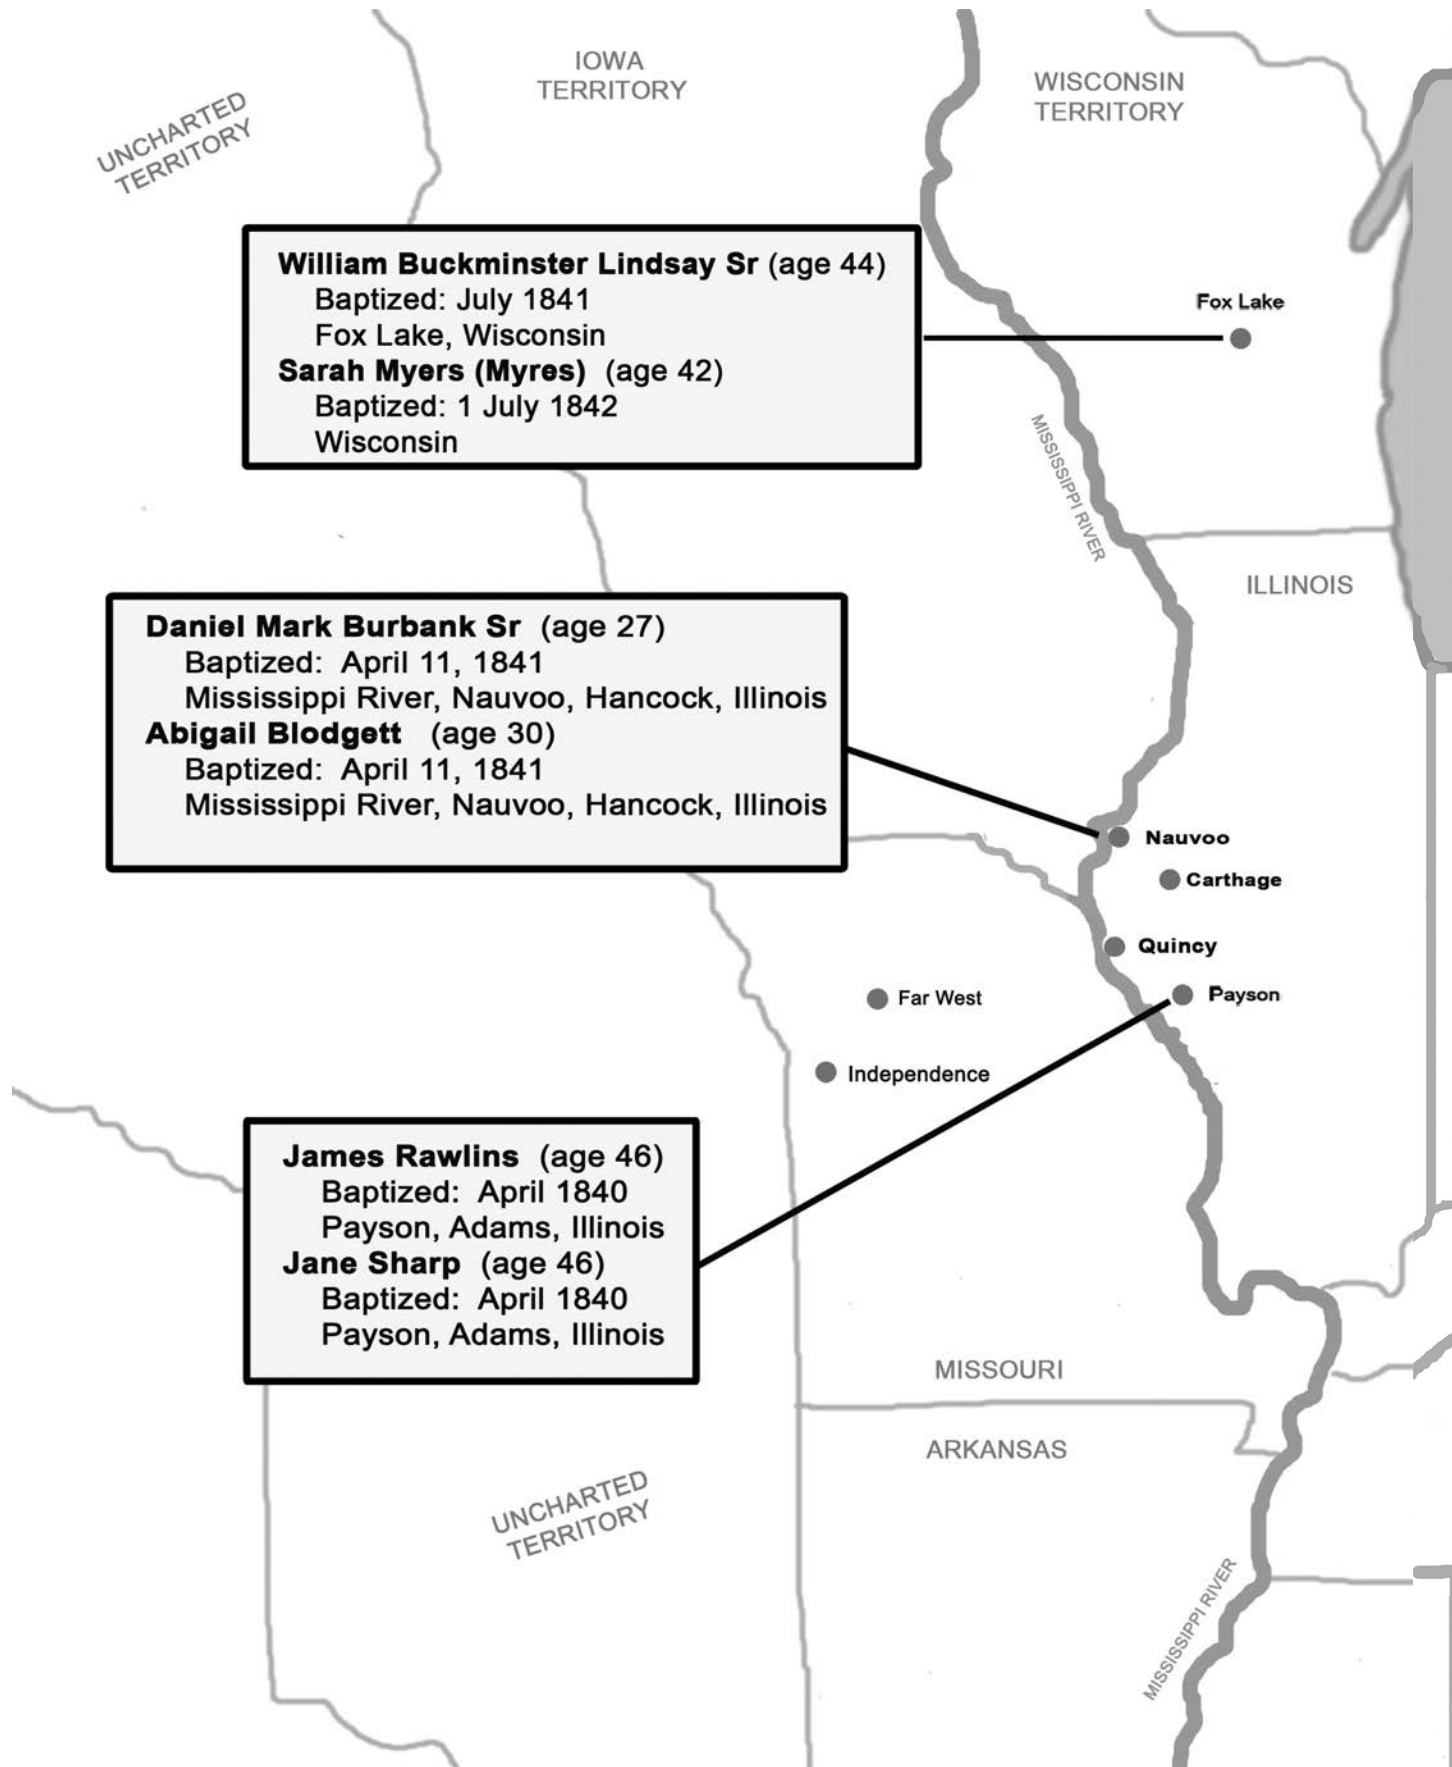 IOWA
TERRITORY
WISCONSIN
TERRITORY
UNCHARTED
TERRITORY
William Buckminster Lindsay Sr (age 44)
Baptized: July 1841
Fox Lake, Wisconsin
Sarah Myers (Myres) (age 42)
Baptized: 1 July 1842
Wisconsin
Fox Lake
MISSISSIPPI RIVER
ILLINOIS
Daniel Mark Burbank Sr (age 27)
Baptized: April 11, 1841
Mississippi River, Nauvoo, Hancock, Illinois
Abigail Blodgett (age 30)
Baptized: April 11, 1841
Mississippi River, Nauvoo, Hancock, Illinois
Nauvoo
Carthage
Quincy
Payson
Far West
Independence
James Rawlins (age 46)
Baptized: April 1840
Payson, Adams, Illinois
Jane Sharp (age 46)
Baptized: April 1840
Payson, Adams, Illinois
MISSOURI
ARKANSAS
UNCHARTED
TERRITORY
MISSISSIPPI RIVER